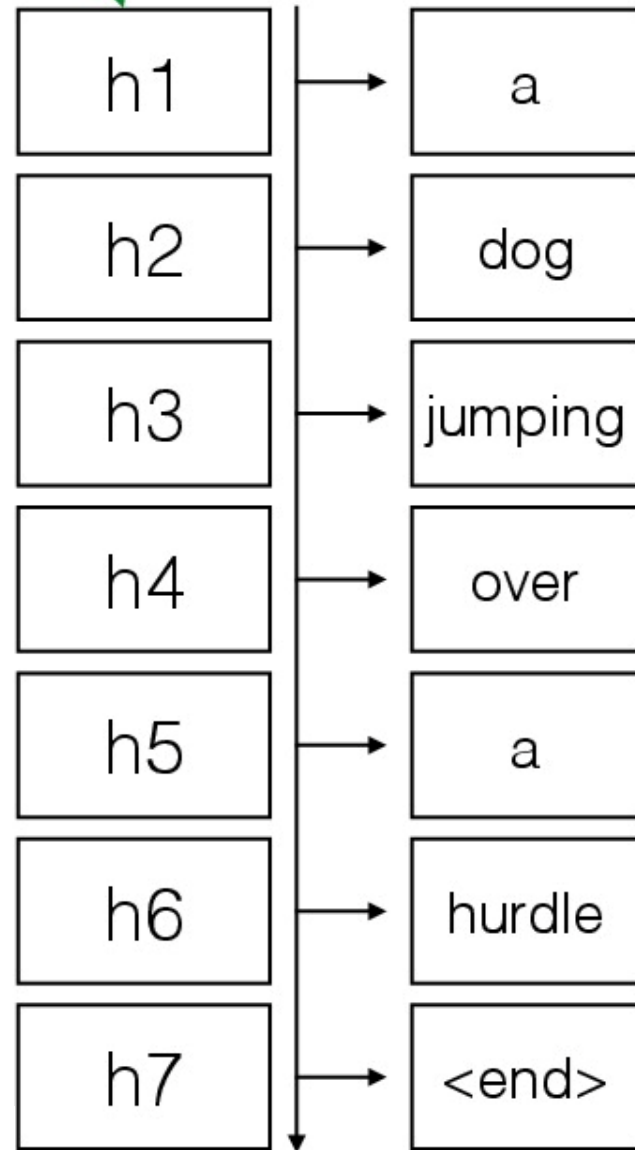 h1 a
h2 dog
h3 jumping
h4 over
h5 a
h6 hurdle
h7 <end>